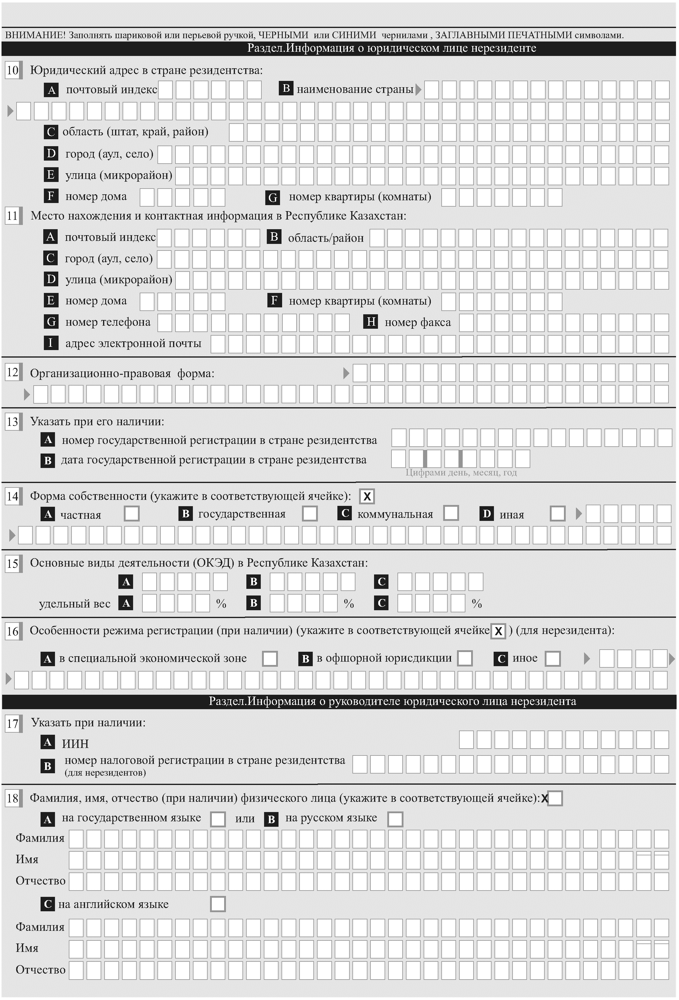 ВНИМАНИЕ! Заполнять шариковой или перьевой ручкой, ЧЕРНЫМИ или СИНИМИ чернилами , ЗАГЛАВНЫМИ ПЕЧАТНЫМИ символами.
Раздел.Информация о юридическом лице нерезиденте
10 Юридический адрес в стране резидентства:
A почтовый индекс B наименование страны
C область (штат, край, район)
D город (аул, село)
E улица (микрорайон)
F номер дома G номер квартиры (комнаты)
11 Место нахождения и контактная информация в Республике Казахстан:
A почтовый индекс B область/район
C город (аул, село)
D улица (микрорайон)
E номер дома F номер квартиры (комнаты)
G номер телефона H номер факса
I адрес электронной почты
12 Организационно-правовая форма:
13 Указать при его наличии:
A номер государственной регистрации в стране резидентства
B дата государственной регистрации в стране резидентства
Цифрами день, месяц, год
14 Форма собственности (укажите в соответствующей ячейке): X
A частная B государственная C коммунальная D иная
15 Основные виды деятельности (ОКЭД) в Республике Казахстан:
A B C
удельный вес A % B % C %
16 Особенности режима регистрации (при наличии) (укажите в соответствующей ячейке X ) (для нерезидента):
A в специальной экономической зоне B в офшорной юрисдикции C иное
Раздел.Информация о руководителе юридического лица нерезидента
17 Указать при наличии:
A ИИН
B номер налоговой регистрации в стране резидентства
(для нерезидентов)
18 Фамилия, имя, отчество (при наличии) физического лица (укажите в соответствующей ячейке): X
A на государственном языке или B на русском языке
Фамилия
Имя
Отчество
C на английском языке
Фамилия
Имя
Отчество